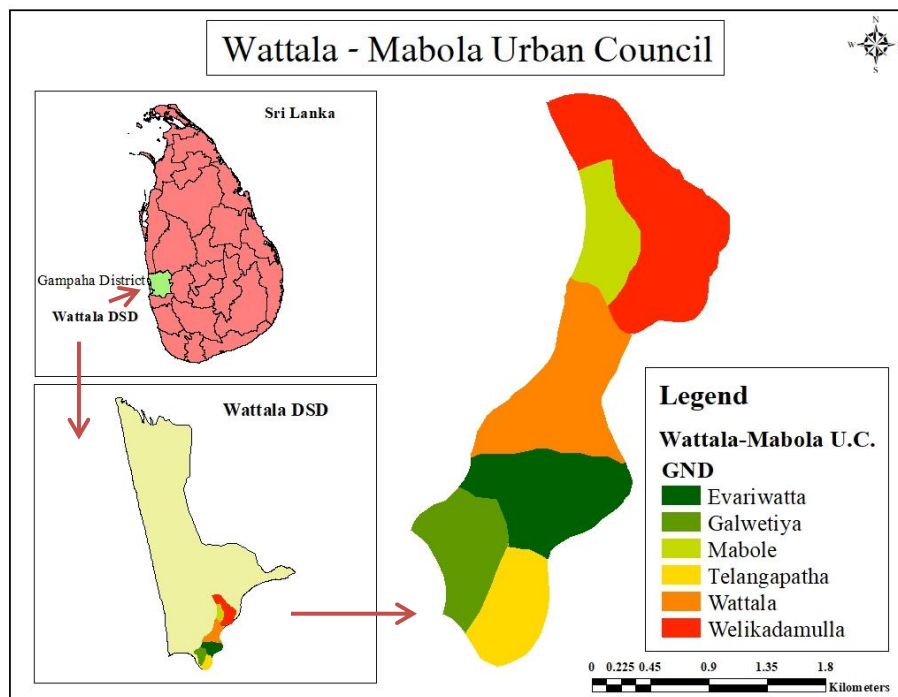 Wattala - Mabola Urban Council
N
W E
S
Sri Lanka
Gampaha District
Wattala DSD
Wattala DSD
Legend
Wattala-Mabola U.C.
GND
Evariwatta
Galwetiya
Mabole
Telangapatha
Wattala
Welikadamulla
0 0.225 0.45 0.9 1.35 1.8
Kilometers